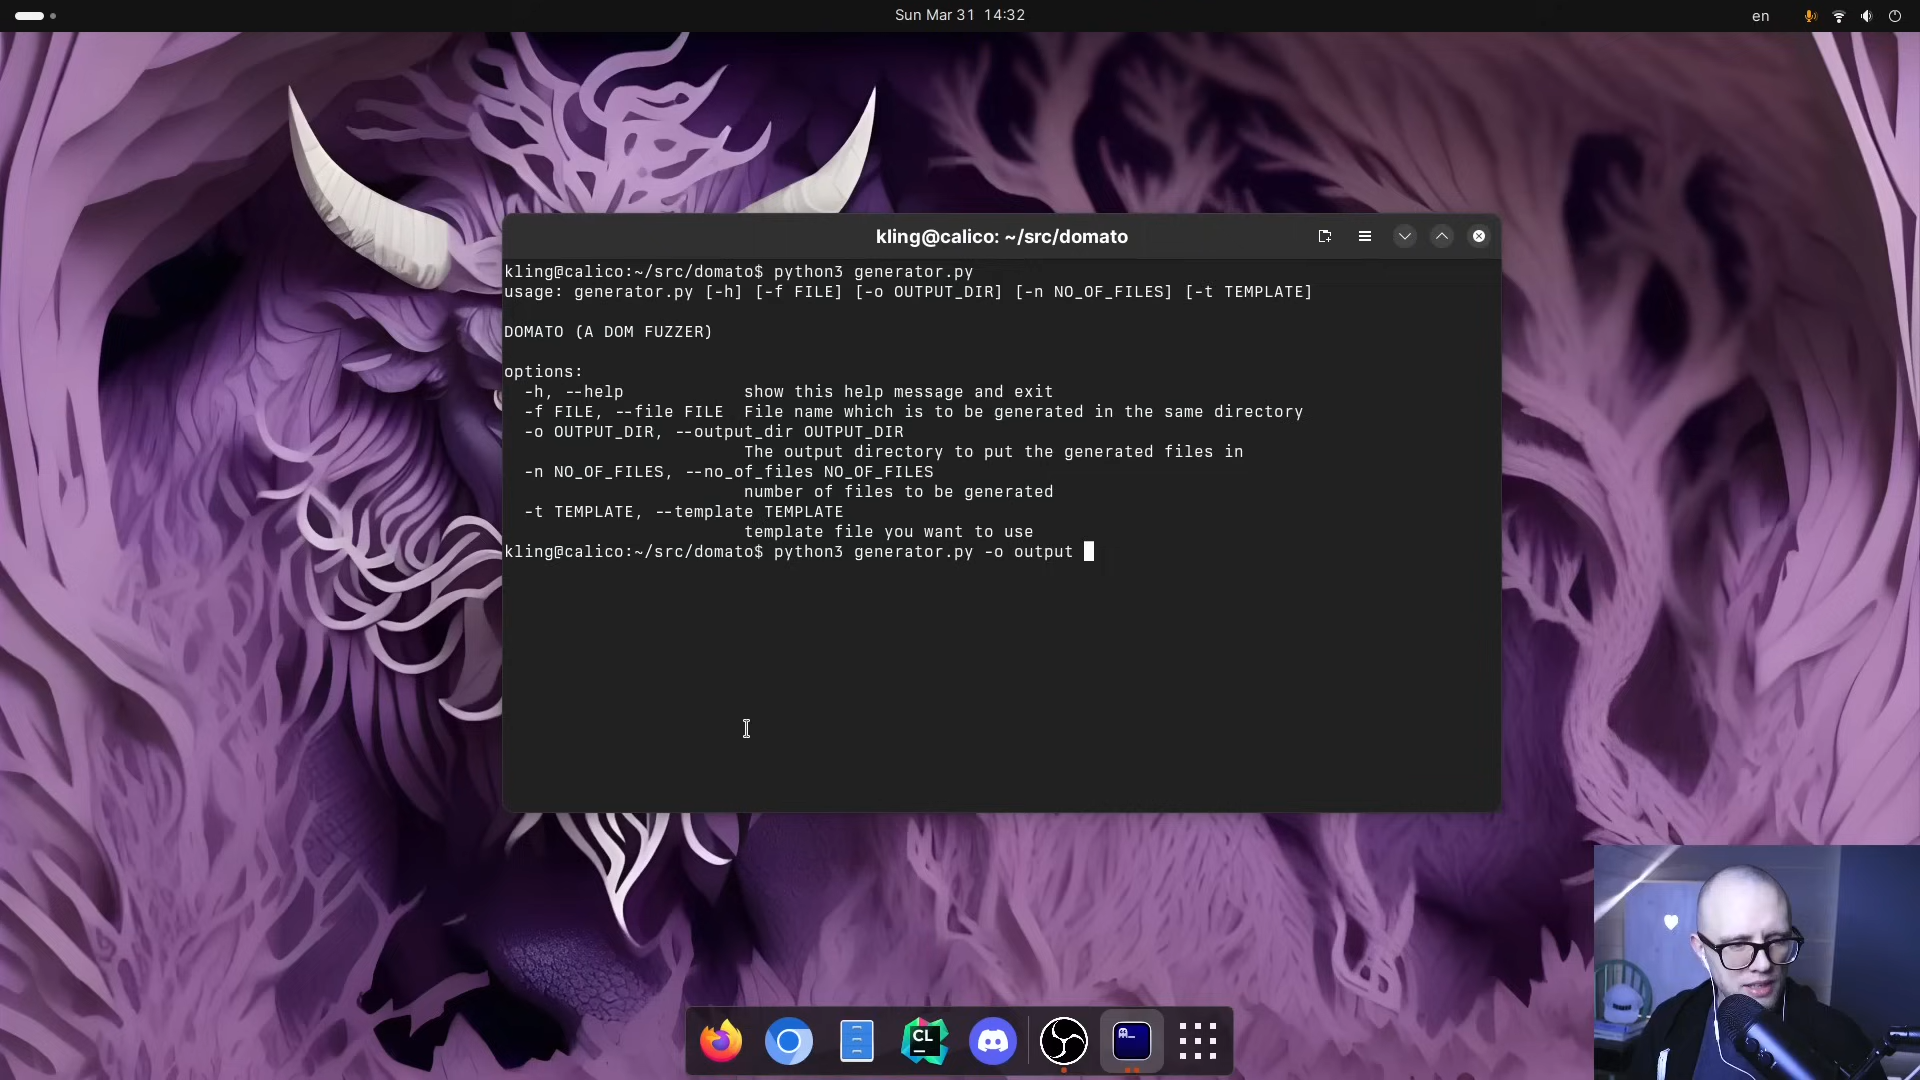 Sun Mar 31 14:32
en
kling@calico: ~/src/domato
kling@calico:~/src/domato$ python3 generator.py
usage: generator.py [-h] [-f FILE] [-o OUTPUT_DIR] [-n NO_OF_FILES] [-t TEMPLATE]
DOMATO (A DOM FUZZER)
options:
-h, --help show this help message and exit
-f FILE, --file FILE File name which is to be generated in the same directory
-o OUTPUT_DIR, --output_dir OUTPUT_DIR
The output directory to put the generated files in
-n NO_OF_FILES, --no_of_files NO_OF_FILES
number of files to be generated
-t TEMPLATE, --template TEMPLATE
template file you want to use
kling@calico:~/src/domato$ python3 generator.py -o output
CL